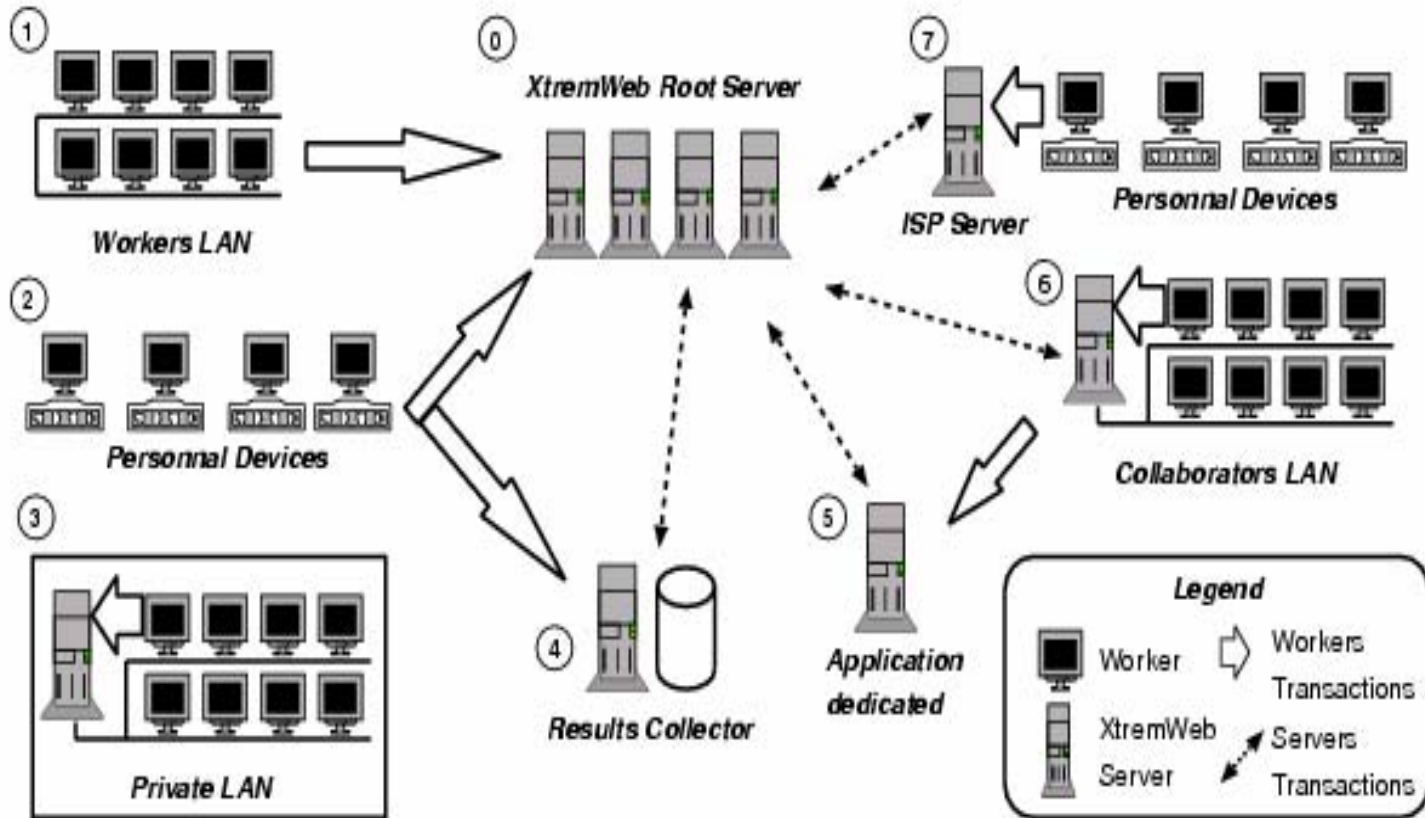 1
0
7
XtremWeb Root Server
Workers LAN
ISP Server
Personnal Devices
2
6
Personnal Devices
Collaborators LAN
3
5
4
Application
dedicated
Results Collector
Private LAN
Legend
Worker
Workers
Transactions
XtremWeb
Server
Servers
Transactions